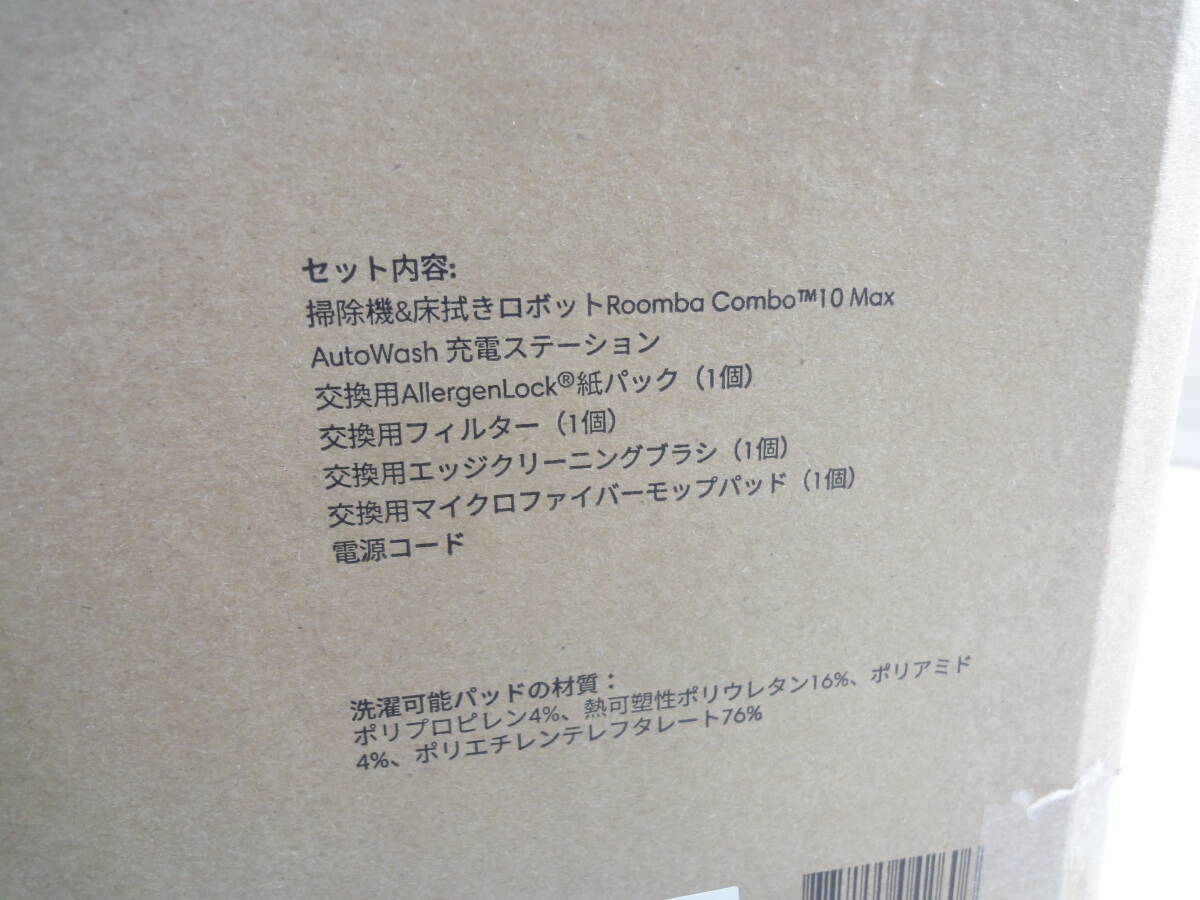 セット内容:
掃除機&床拭きロボットRoomba Combo™10 Max
AutoWash 充電ステーション
交換用AllergenLock®紙パック（1個）
交換用フィルター（1個）
交換用エッジクリーニングブラシ（1個）
交換用マイクロファイバーモップパッド（1個）
電源コード
洗濯可能パッドの材質：
ポリプロピレン4%、熱可塑性ポリウレタン16%、ポリアミド
4%、ポリエチレンテレフタレート76%